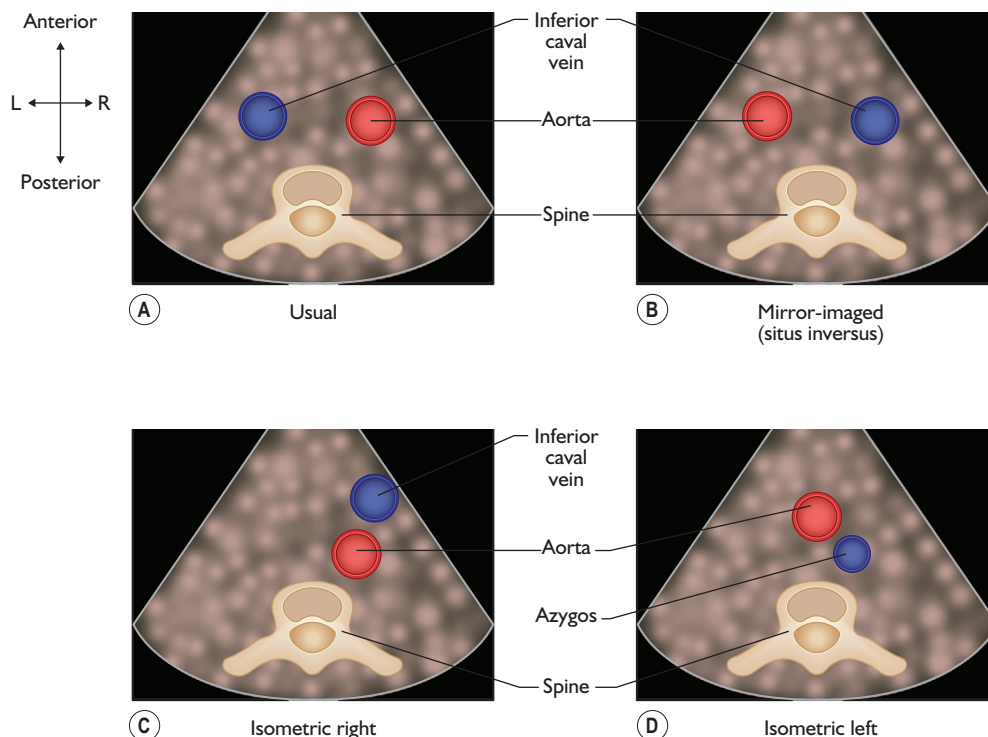 Anterior
L
R
Posterior
Inferior
caval
vein
Aorta
Spine
A
Usual
B
Mirror-imaged
(situs inversus)
Inferior
caval
vein
Aorta
Azygos
Spine
C
Isometric right
D
Isometric left